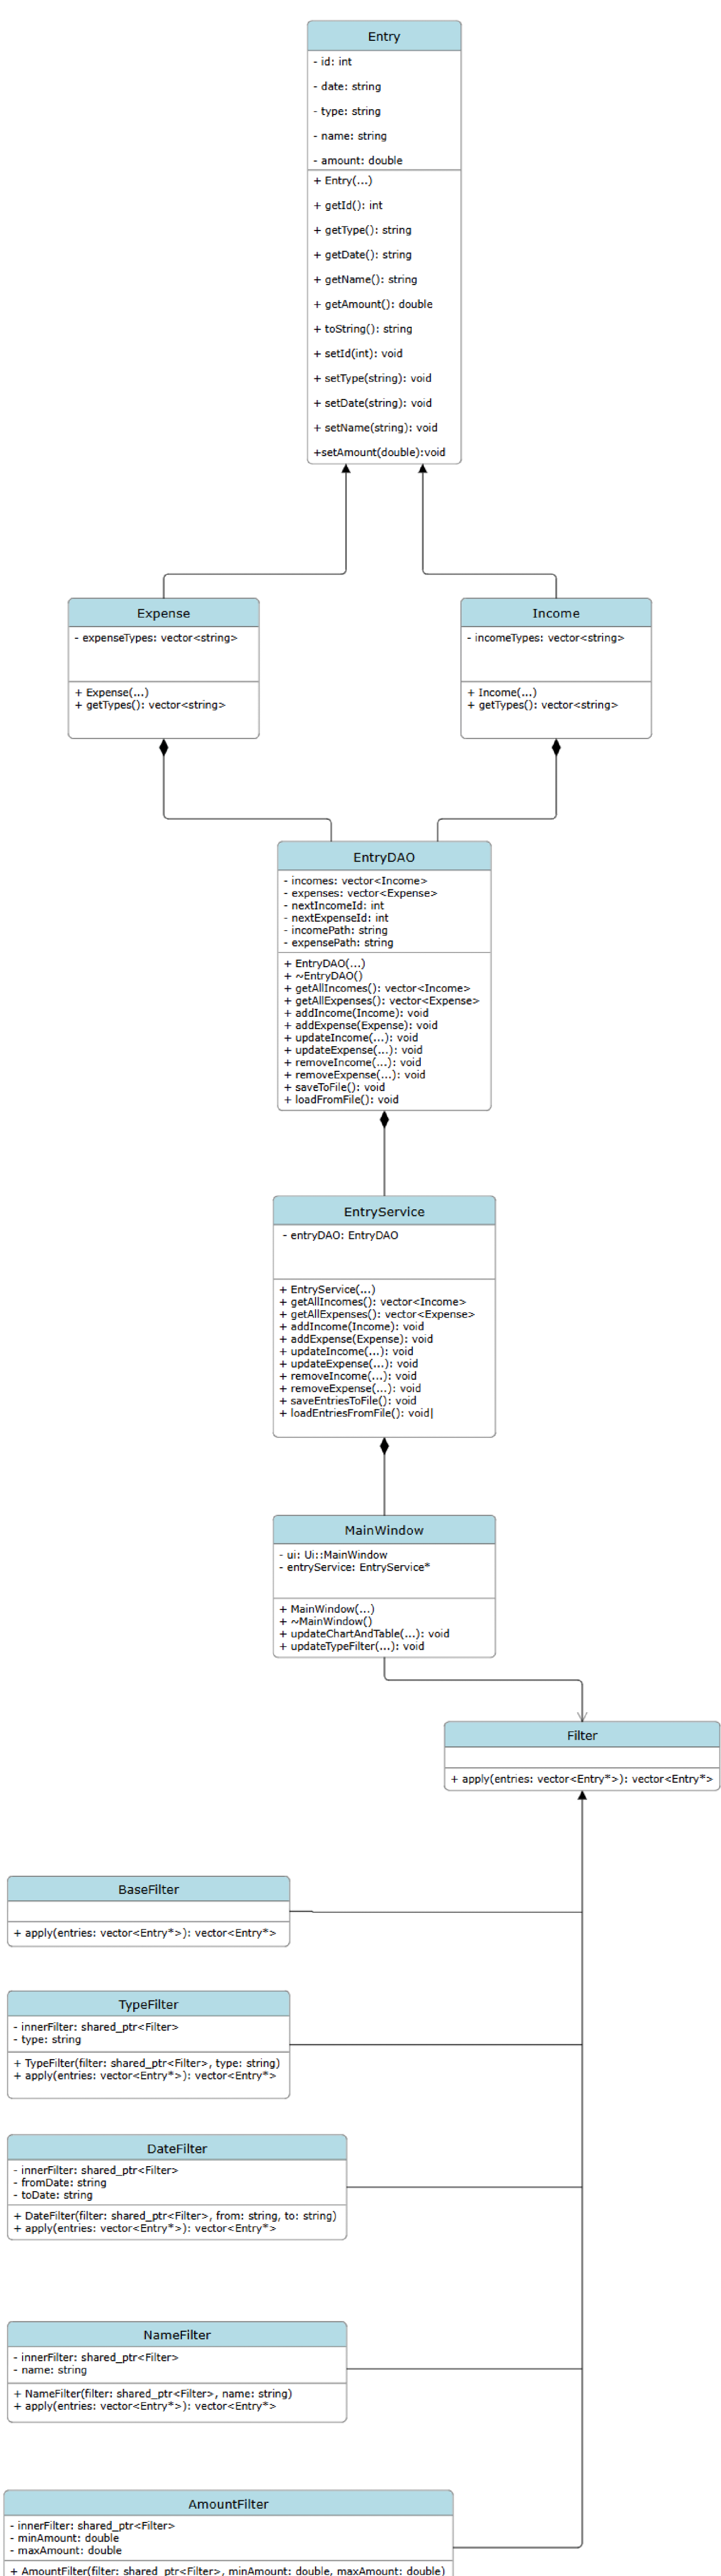 Entry
- id: int
- date: string
- type: string
- name: string
- amount: double
+ Entry(...)
+ getId(): int
+ getType(): string
+ getDate(): string
+ getName(): string
+ getAmount(): double
+ toString(): string
+ setId(int): void
+ setType(string): void
+ setDate(string): void
+ setName(string): void
+setAmount(double):void
Expense
- expenseTypes: vector<string>
+ Expense(...)
+ getTypes(): vector<string>
Income
- incomeTypes: vector<string>
+ Income(...)
+ getTypes(): vector<string>
EntryDAO
- incomes: vector<Income>
- expenses: vector<Expense>
- nextIncomeId: int
- nextExpenseId: int
- incomePath: string
- expensePath: string
+ EntryDAO(...)
+ ~EntryDAO()
+ getAllIncomes(): vector<Income>
+ getAllExpenses(): vector<Expense>
+ addIncome(Income): void
+ addExpense(Expense): void
+ updateIncome(...): void
+ updateExpense(...): void
+ removeIncome(...): void
+ removeExpense(...): void
+ saveToFile(): void
+ loadFromFile(): void
EntryService
- entryDAO: EntryDAO
+ EntryService(...)
+ getAllIncomes(): vector<Income>
+ getAllExpenses(): vector<Expense>
+ addIncome(Income): void
+ addExpense(Expense): void
+ updateIncome(...): void
+ updateExpense(...): void
+ removeIncome(...): void
+ removeExpense(...): void
+ saveEntriesToFile(): void
+ loadEntriesFromFile(): void|
MainWindow
- ui: Ui::MainWindow
- entryService: EntryService*
+ MainWindow(...)
+ ~MainWindow()
+ updateChartAndTable(...): void
+ updateTypeFilter(...): void
Filter
+ apply(entries: vector<Entry*>): vector<Entry*>
BaseFilter
+ apply(entries: vector<Entry*>): vector<Entry*>
TypeFilter
- innerFilter: shared_ptr<Filter>
- type: string
+ TypeFilter(filter: shared_ptr<Filter>, type: string)
+ apply(entries: vector<Entry*>): vector<Entry*>
DateFilter
- innerFilter: shared_ptr<Filter>
- fromDate: string
- toDate: string
+ DateFilter(filter: shared_ptr<Filter>, from: string, to: string)
+ apply(entries: vector<Entry*>): vector<Entry*>
NameFilter
- innerFilter: shared_ptr<Filter>
- name: string
+ NameFilter(filter: shared_ptr<Filter>, name: string)
+ apply(entries: vector<Entry*>): vector<Entry*>
AmountFilter
- innerFilter: shared_ptr<Filter>
- minAmount: double
- maxAmount: double
+ AmountFilter(filter: shared_ptr<Filter>, minAmount: double, maxAmount: double)